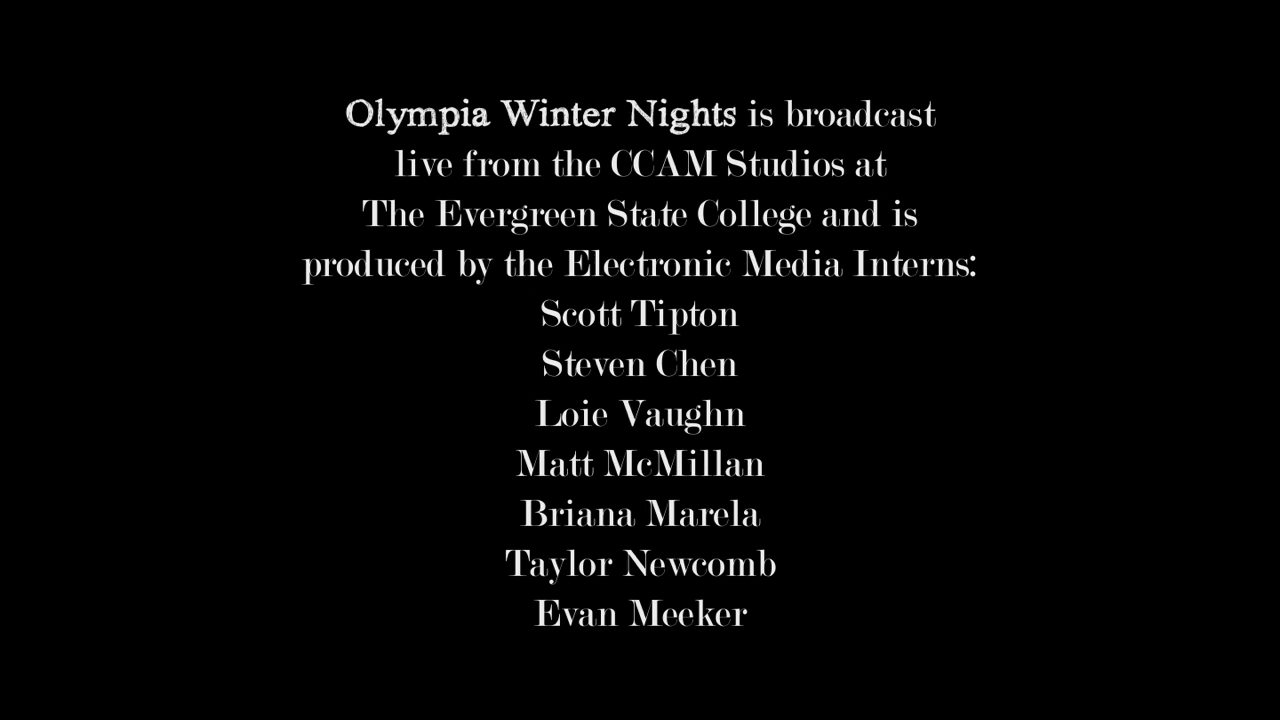 Olympia Winter Nights is broadcast
live from the CCAM Studios at
The Evergreen State College and is
produced by the Electronic Media Interns:
Scott Tipton
Steven Chen
Loie Vaughn
Matt McMillan
Briana Marela
Taylor Newcomb
Evan Meeker